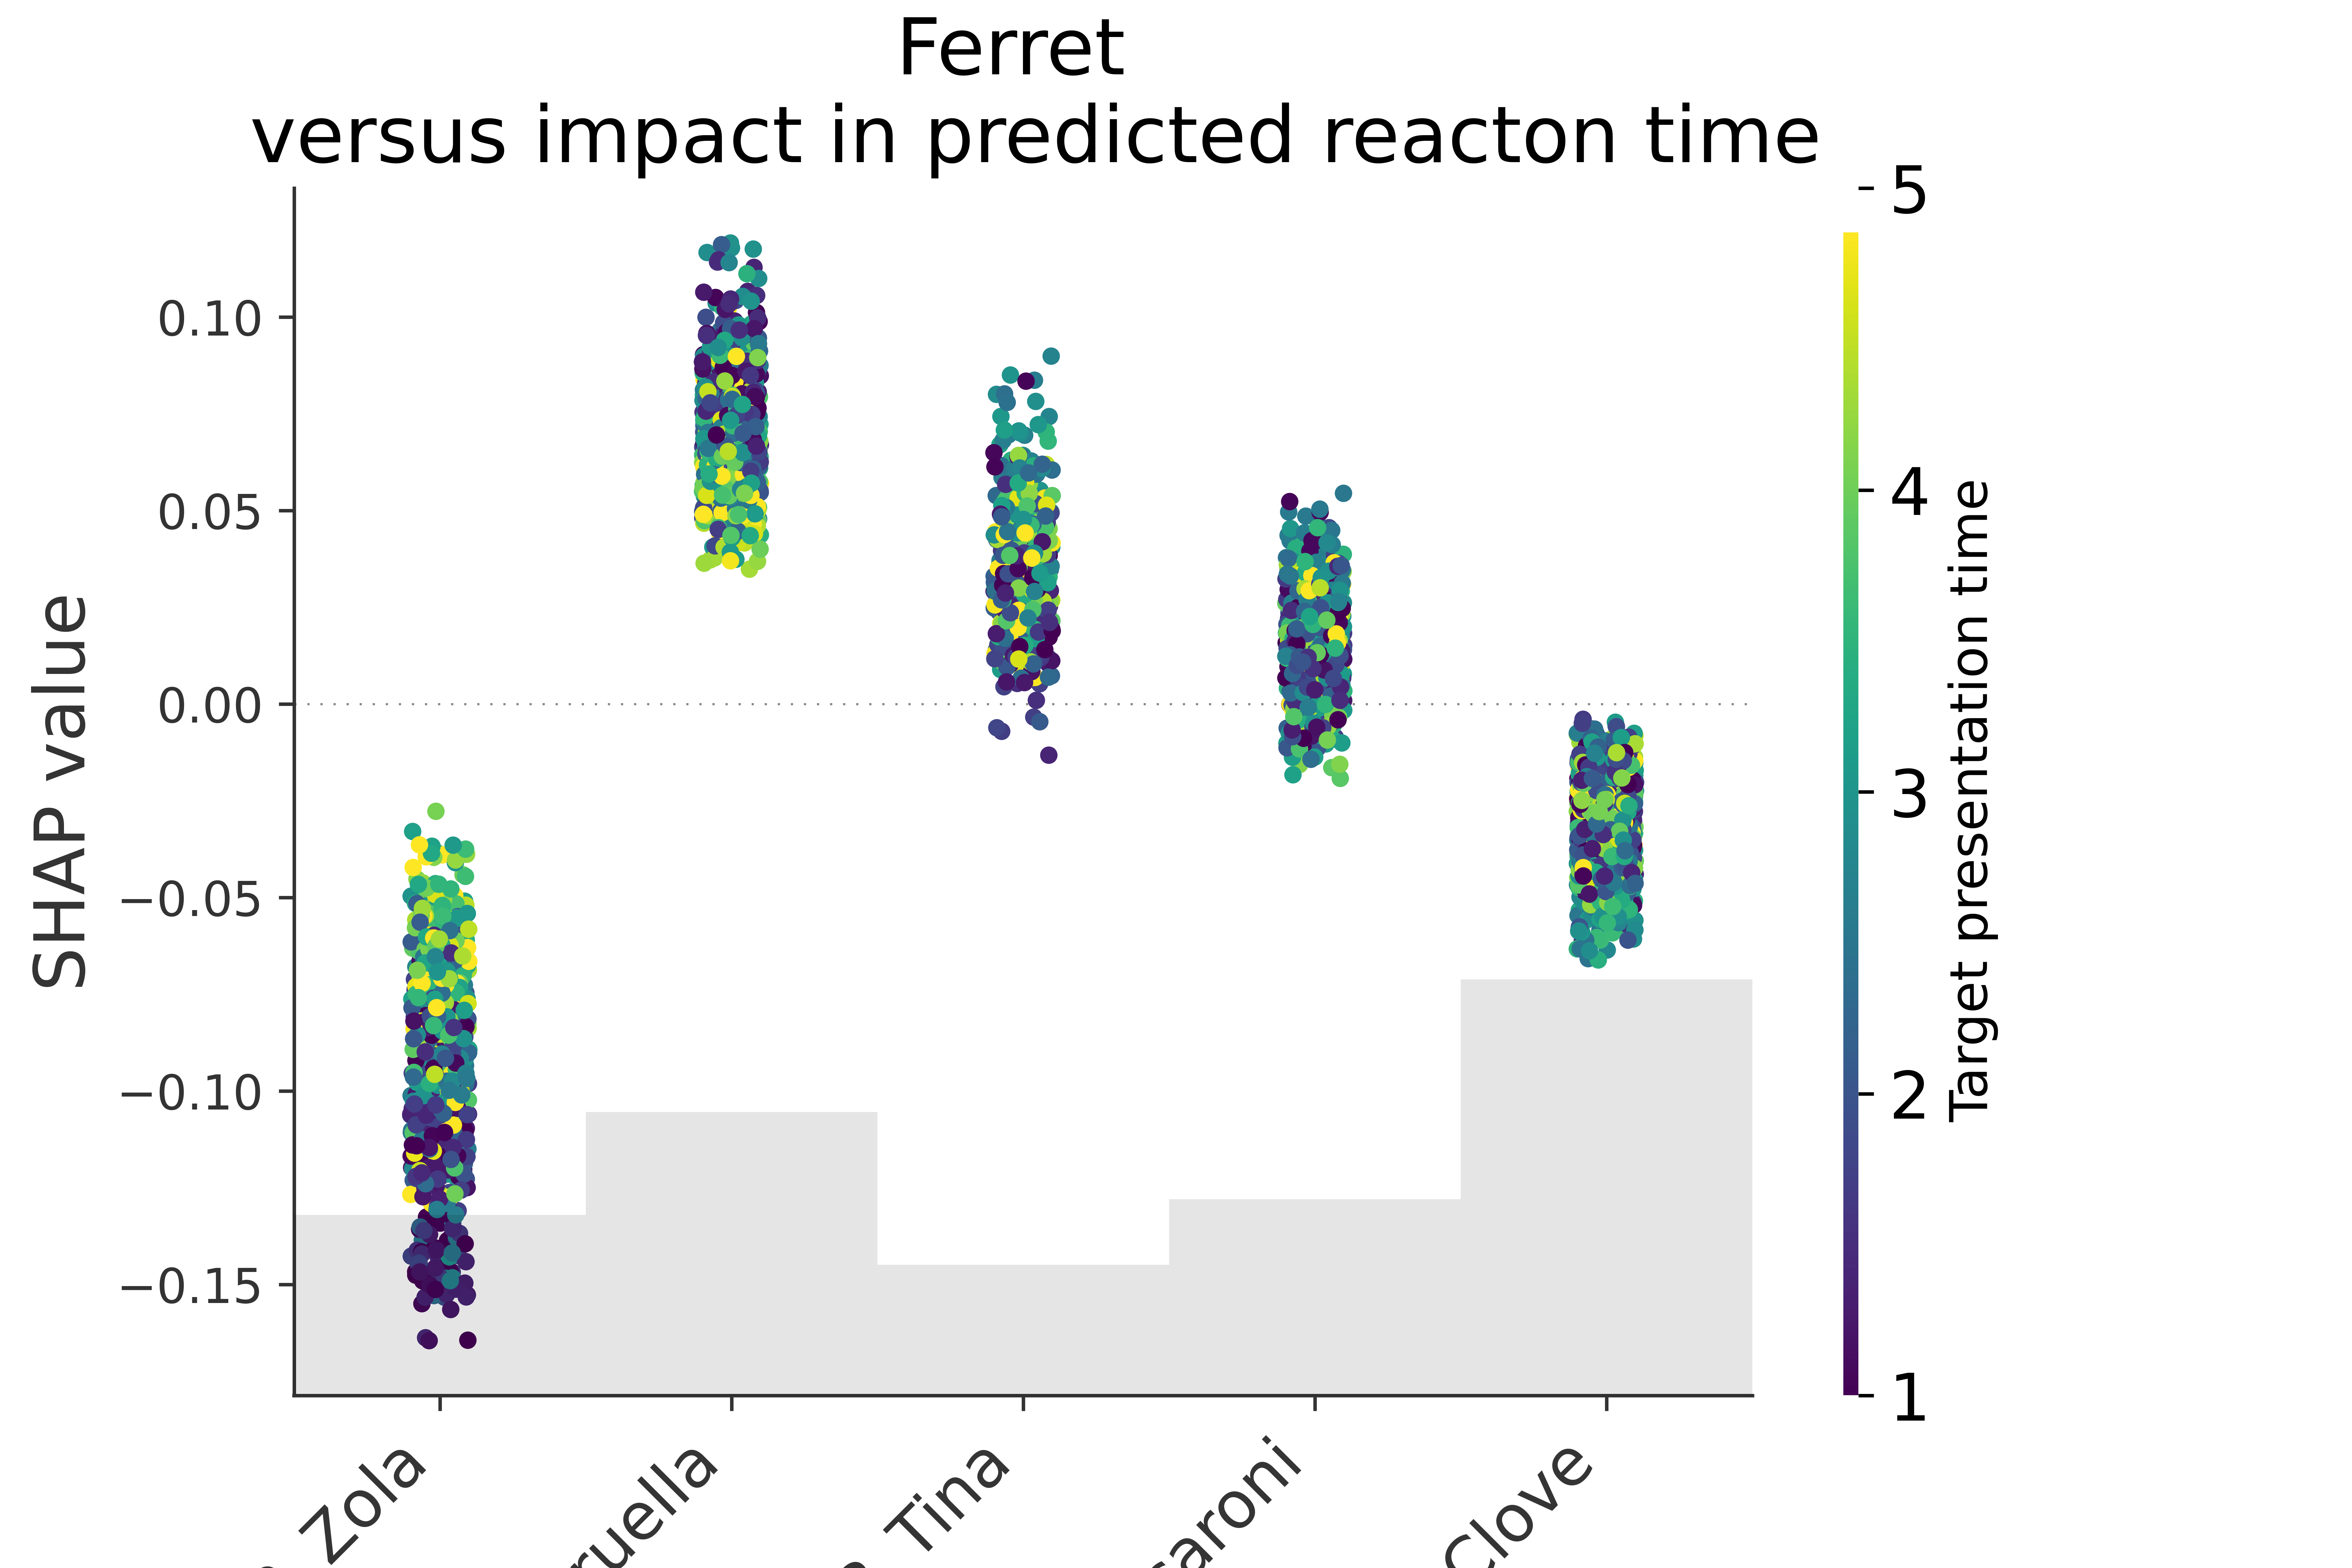 Ferret
versus impact in predicted reacton time
SHAP value
0.10
0.05
0.00
−0.05
−0.10
−0.15
Zola
ruella
Tina
saroni
Clove
5
4
3
2
1
Target presentation time